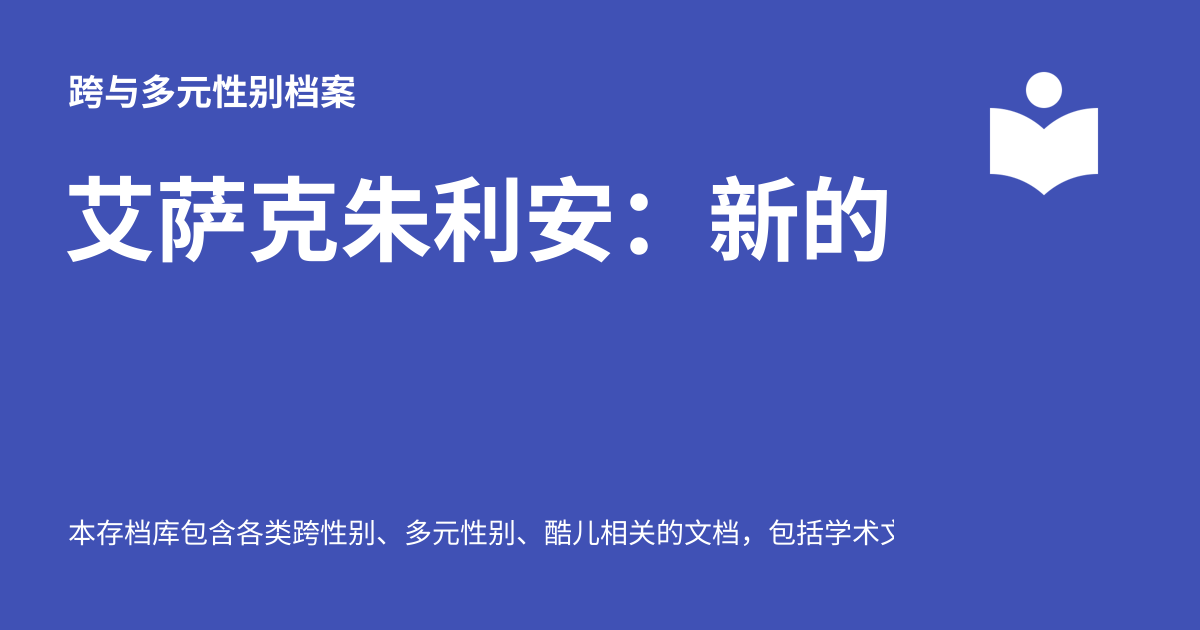 跨与多元性别档案
艾萨克朱利安：新的
本存档库包含各类跨性别、多元性别、酷儿相关的文档，包括学术